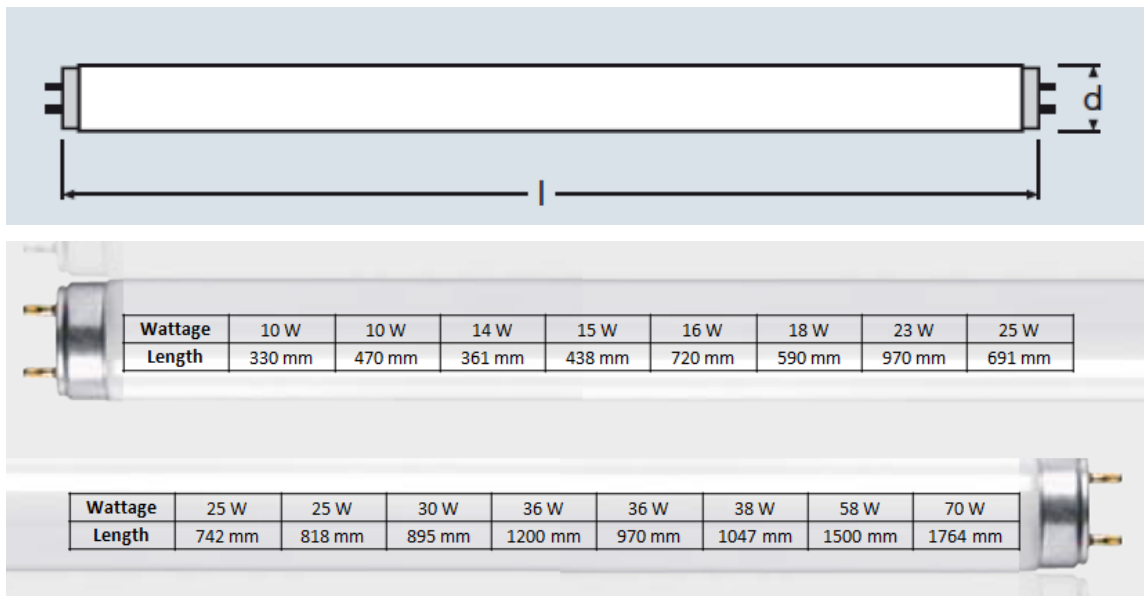 d
l
Wattage 10 W 10 W 14 W 15 W 16 W 18 W 23 W 25 W
Length 330 mm 470 mm 361 mm 438 mm 720 mm 590 mm 970 mm 691 mm
Wattage 25 W 25 W 30 W 36 W 36 W 38 W 58 W 70 W
Length 742 mm 818 mm 895 mm 1200 mm 970 mm 1047 mm 1500 mm 1764 mm